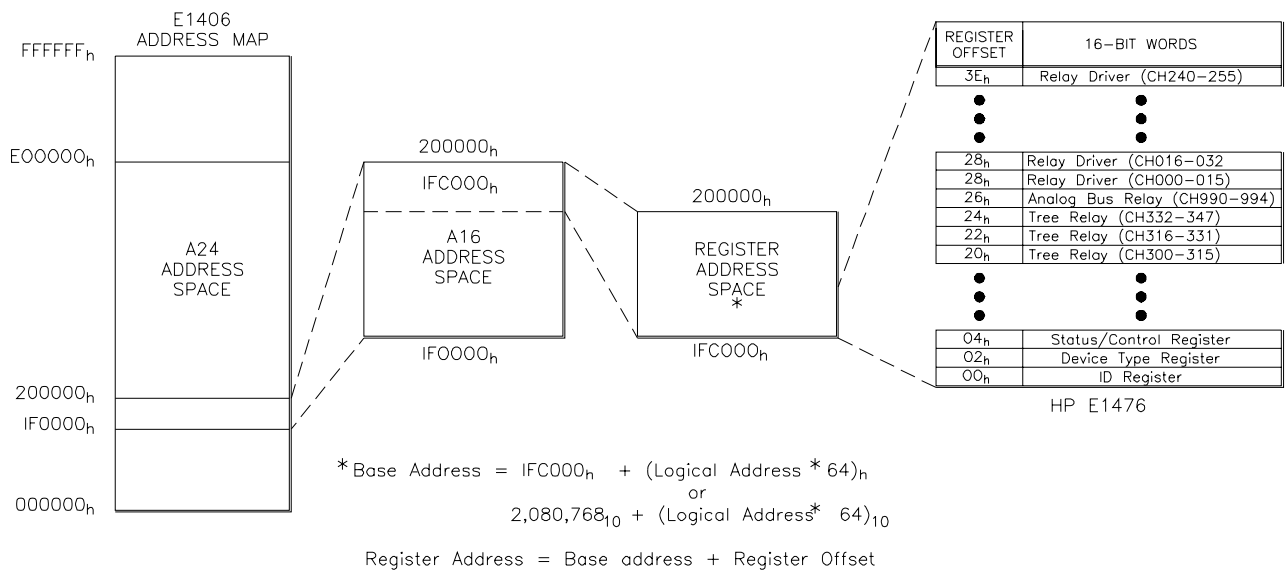 E1406
ADDRESS MAP
FFFFFFh
E00000h
A24
ADDRESS
SPACE
200000h
IF0000h
000000h
200000h
IFC000h
A16
ADDRESS
SPACE
IF0000h
200000h
REGISTER
ADDRESS
SPACE
*
IFC000h
REGISTER OFFSET 16-BIT WORDS
3Eh Relay Driver (CH240-255)
28h Relay Driver (CH016-032
28h Relay Driver (CH000-015)
26h Analog Bus Relay (CH990-994)
24h Tree Relay (CH332-347)
22h Tree Relay (CH316-331)
20h Tree Relay (CH300-315)
04h Status/Control Register
02h Device Type Register
00h ID Register
HP E1476
*Base Address = IFC000h + (Logical Address * 64)h
or
2,080,76810 + (Logical Address* 64)10
Register Address = Base address + Register Offset